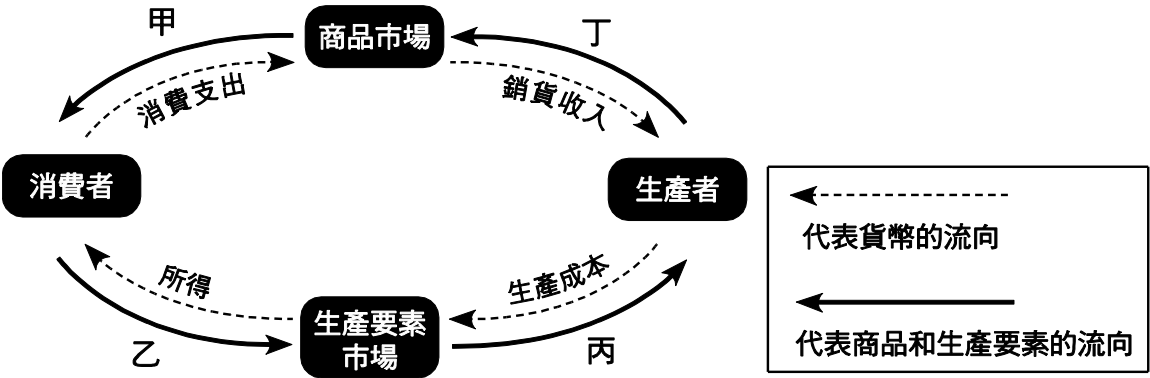 甲
商品市場
丁
消費支出
銷貨收入
消費者
生產者
代表貨幣的流向
所得
生產成本
乙
生產要素
市場
丙
代表商品和生產要素的流向